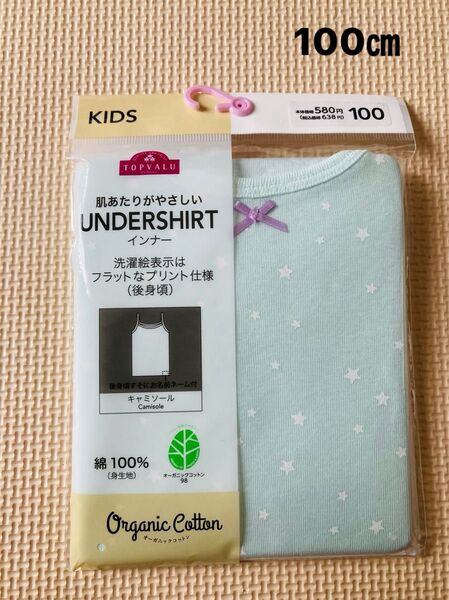 100㎝
KIDS
本体価格580円
(税込価格638円)
100
TOPVALU
肌あたりがやさしい
UNDERSHIRT
インナー
洗濯絵表示は
フラットなプリント仕様
（後身頃）
後身頃すそにお名前ネーム付
キャミソール
Camisole
綿100%
(身生地)
オーガニックコットン
98
Organic Cotton
オーガニックコットン